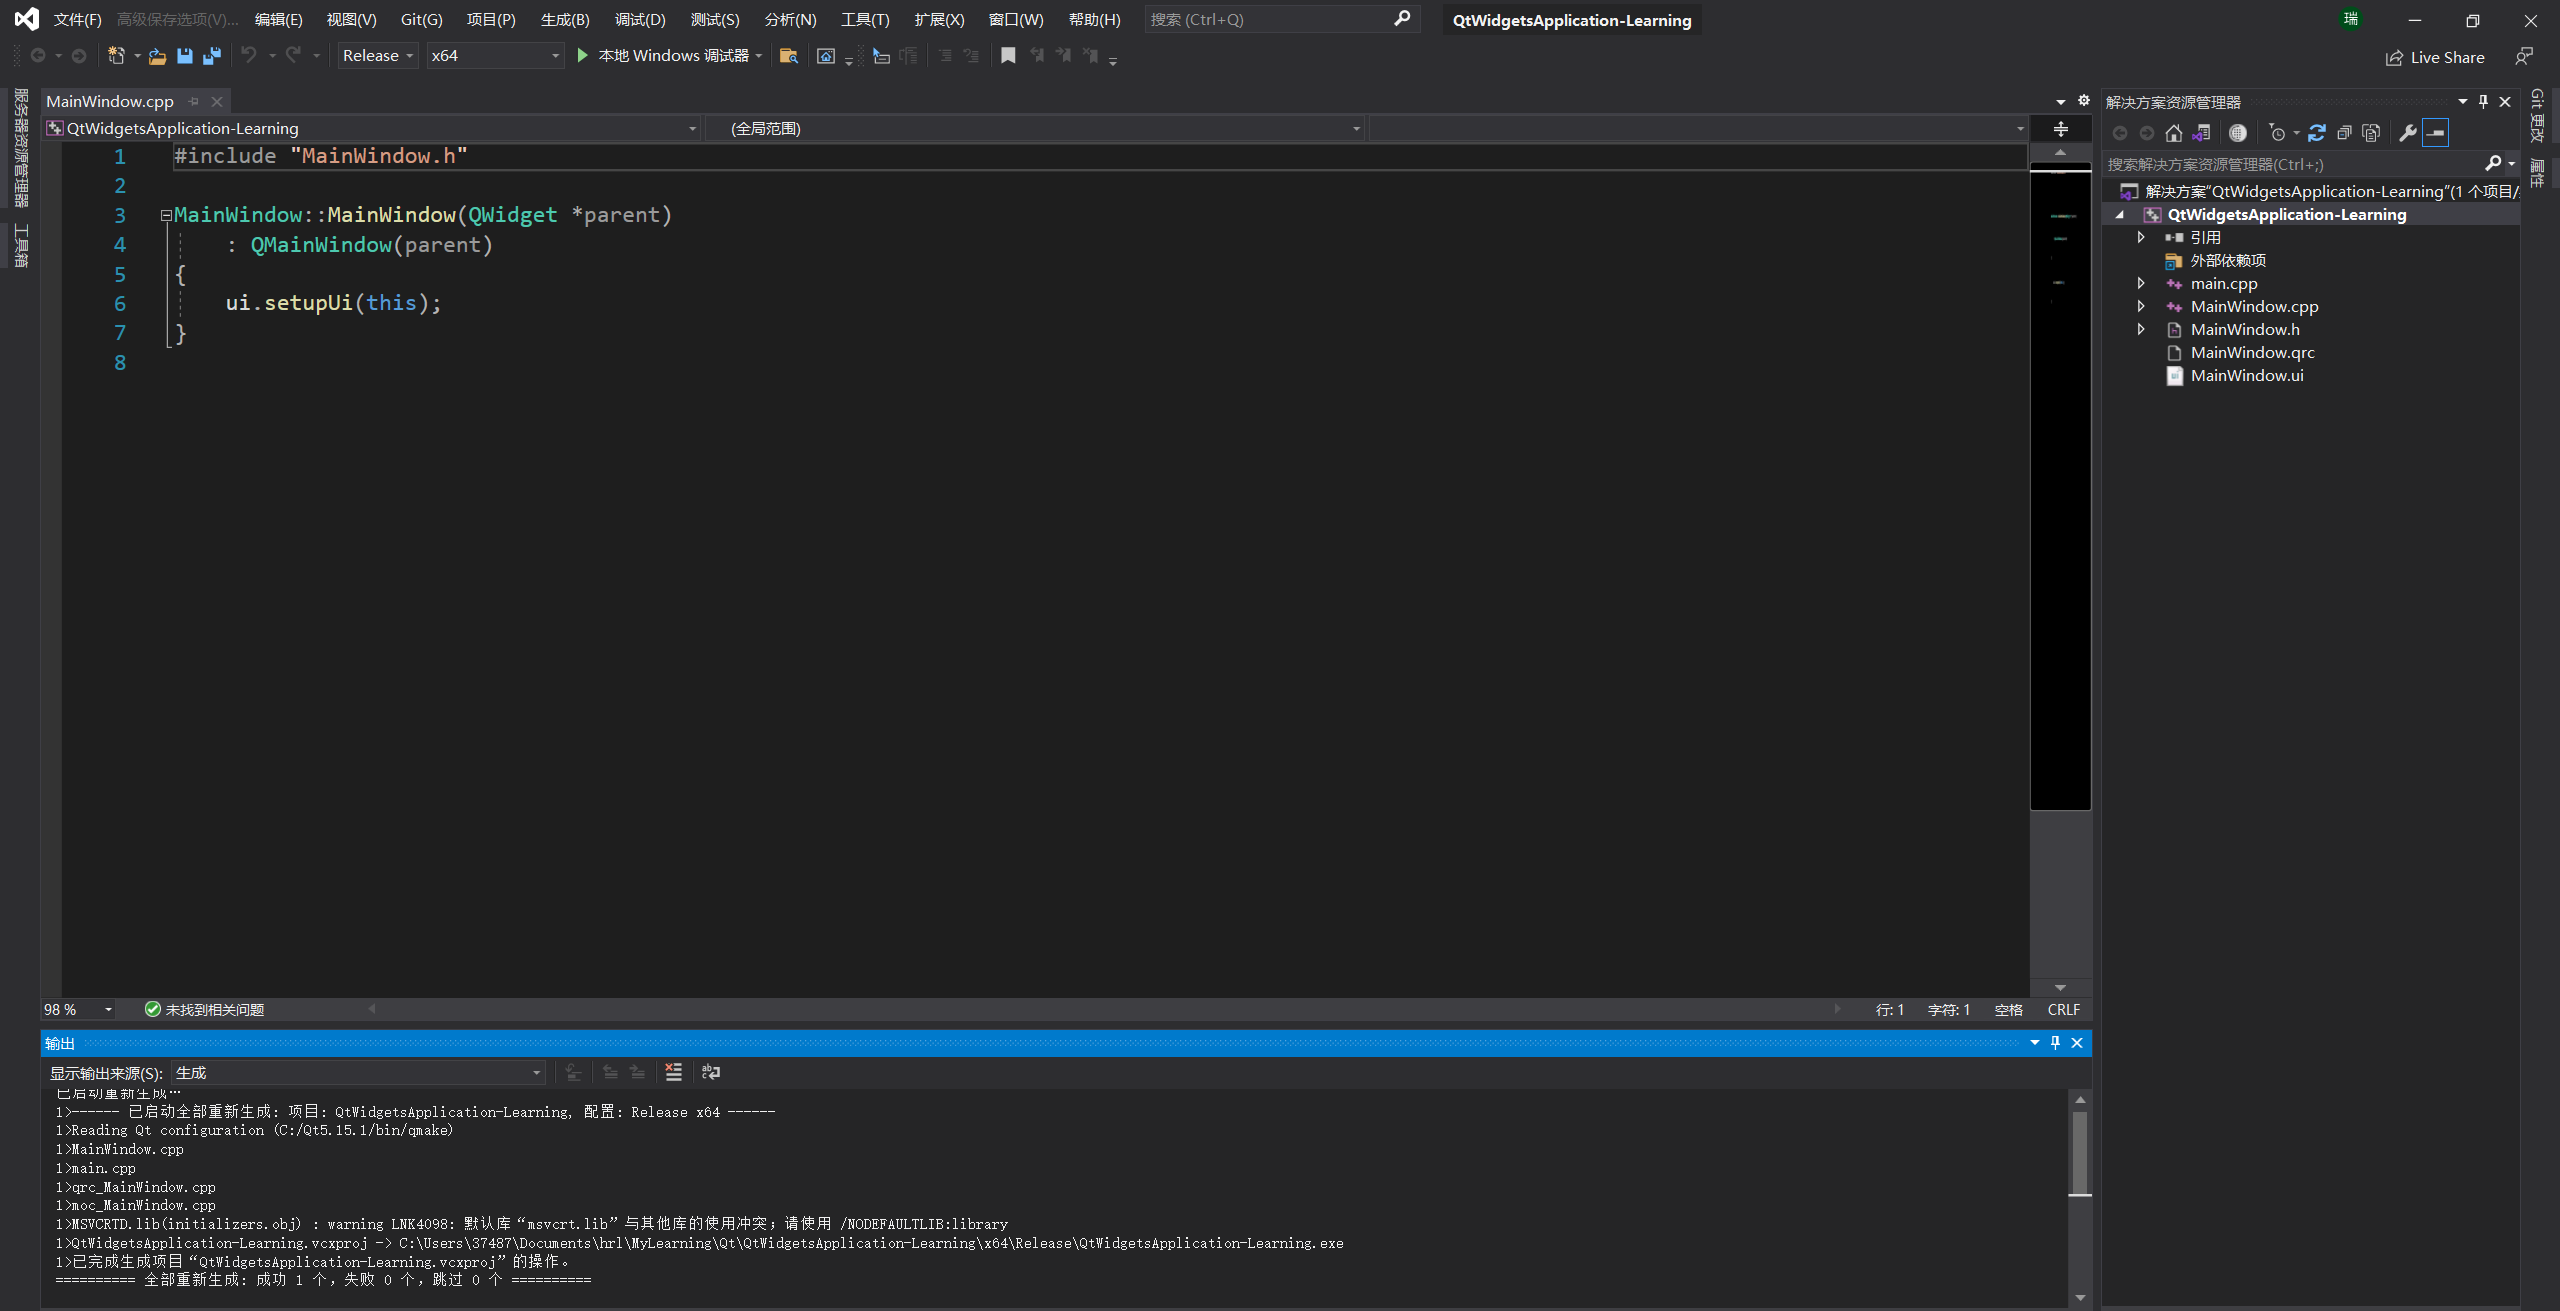 文件(F) 高级保存选项(V)... 编辑(E) 视图(V) Git(G) 项目(P) 生成(B) 调试(D) 测试(S) 分析(N) 工具(T) 扩展(X) 窗口(W) 帮助(H) 搜索 (Ctrl+Q) QtWidgetsApplication-Learning 瑞
Release x64 本地 Windows 调试器 Live Share
服务器资源管理器
工具箱
MainWindow.cpp
QtWidgetsApplication-Learning (全局范围)
1 #include "MainWindow.h"
2
3 MainWindow::MainWindow(QWidget *parent)
4 : QMainWindow(parent)
5 {
6 ui.setupUi(this);
7 }
8
98 % 未找到相关问题 行: 1 字符: 1 空格 CRLF
输出
显示输出来源(S): 生成
已启动重新生成…
1>------ 已启动全部重新生成: 项目: QtWidgetsApplication-Learning, 配置: Release x64 ------
1>Reading Qt configuration (C:/Qt5.15.1/bin/qmake)
1>MainWindow.cpp
1>main.cpp
1>qrc_MainWindow.cpp
1>moc_MainWindow.cpp
1>MSVCRTD.lib(initializers.obj) : warning LNK4098: 默认库“msvcrt.lib”与其他库的使用冲突；请使用 /NODEFAULTLIB:library
1>QtWidgetsApplication-Learning.vcxproj -> C:\Users\37487\Documents\hrl\MyLearning\Qt\QtWidgetsApplication-Learning\x64\Release\QtWidgetsApplication-Learning.exe
1>已完成生成项目“QtWidgetsApplication-Learning.vcxproj”的操作。
========== 全部重新生成: 成功 1 个，失败 0 个，跳过 0 个 ==========
解决方案资源管理器
搜索解决方案资源管理器(Ctrl+;)
解决方案"QtWidgetsApplication-Learning"(1 个项目/
QtWidgetsApplication-Learning
引用
外部依赖项
main.cpp
MainWindow.cpp
MainWindow.h
MainWindow.qrc
MainWindow.ui
Git 更改
属性